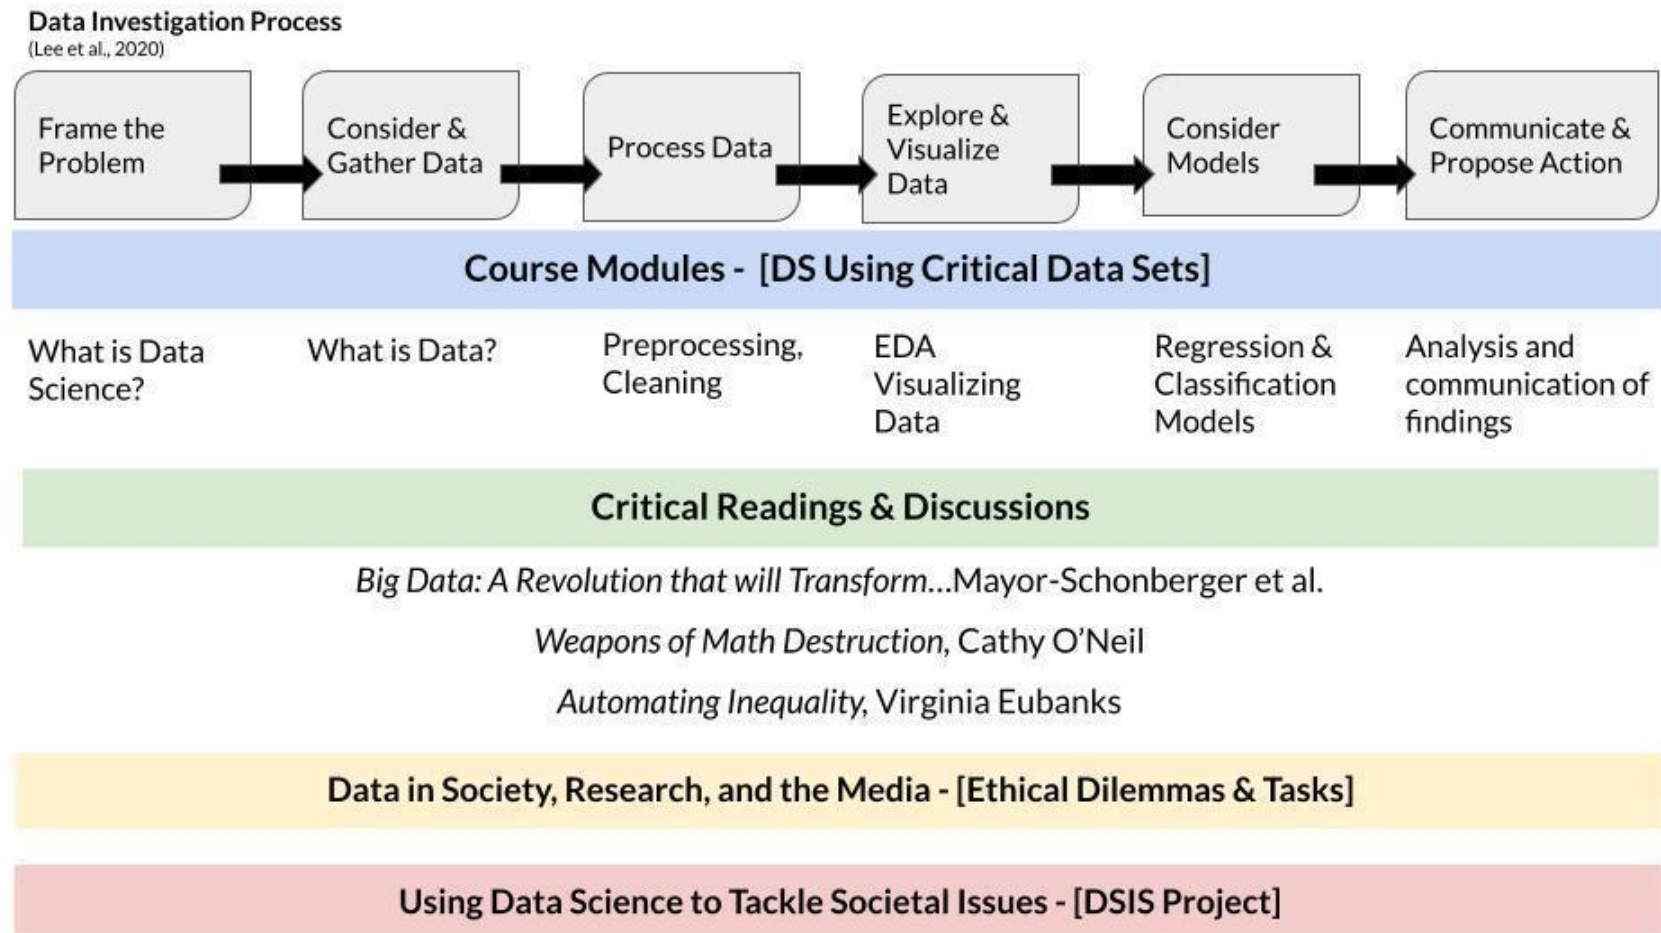 Data Investigation Process
(Lee et al., 2020)
Frame the
Problem
Consider &
Gather Data
Process Data
Explore &
Visualize
Data
Consider
Models
Communicate &
Propose Action
Course Modules - [DS Using Critical Data Sets]
What is Data
Science?
What is Data?
Preprocessing,
Cleaning
EDA
Visualizing
Data
Regression &
Classification
Models
Analysis and
communication of
findings
Critical Readings & Discussions
Big Data: A Revolution that will Transform...Mayor-Schonberger et al.
Weapons of Math Destruction, Cathy O’Neil
Automating Inequality, Virginia Eubanks
Data in Society, Research, and the Media - [Ethical Dilemmas & Tasks]
Using Data Science to Tackle Societal Issues - [DSIS Project]